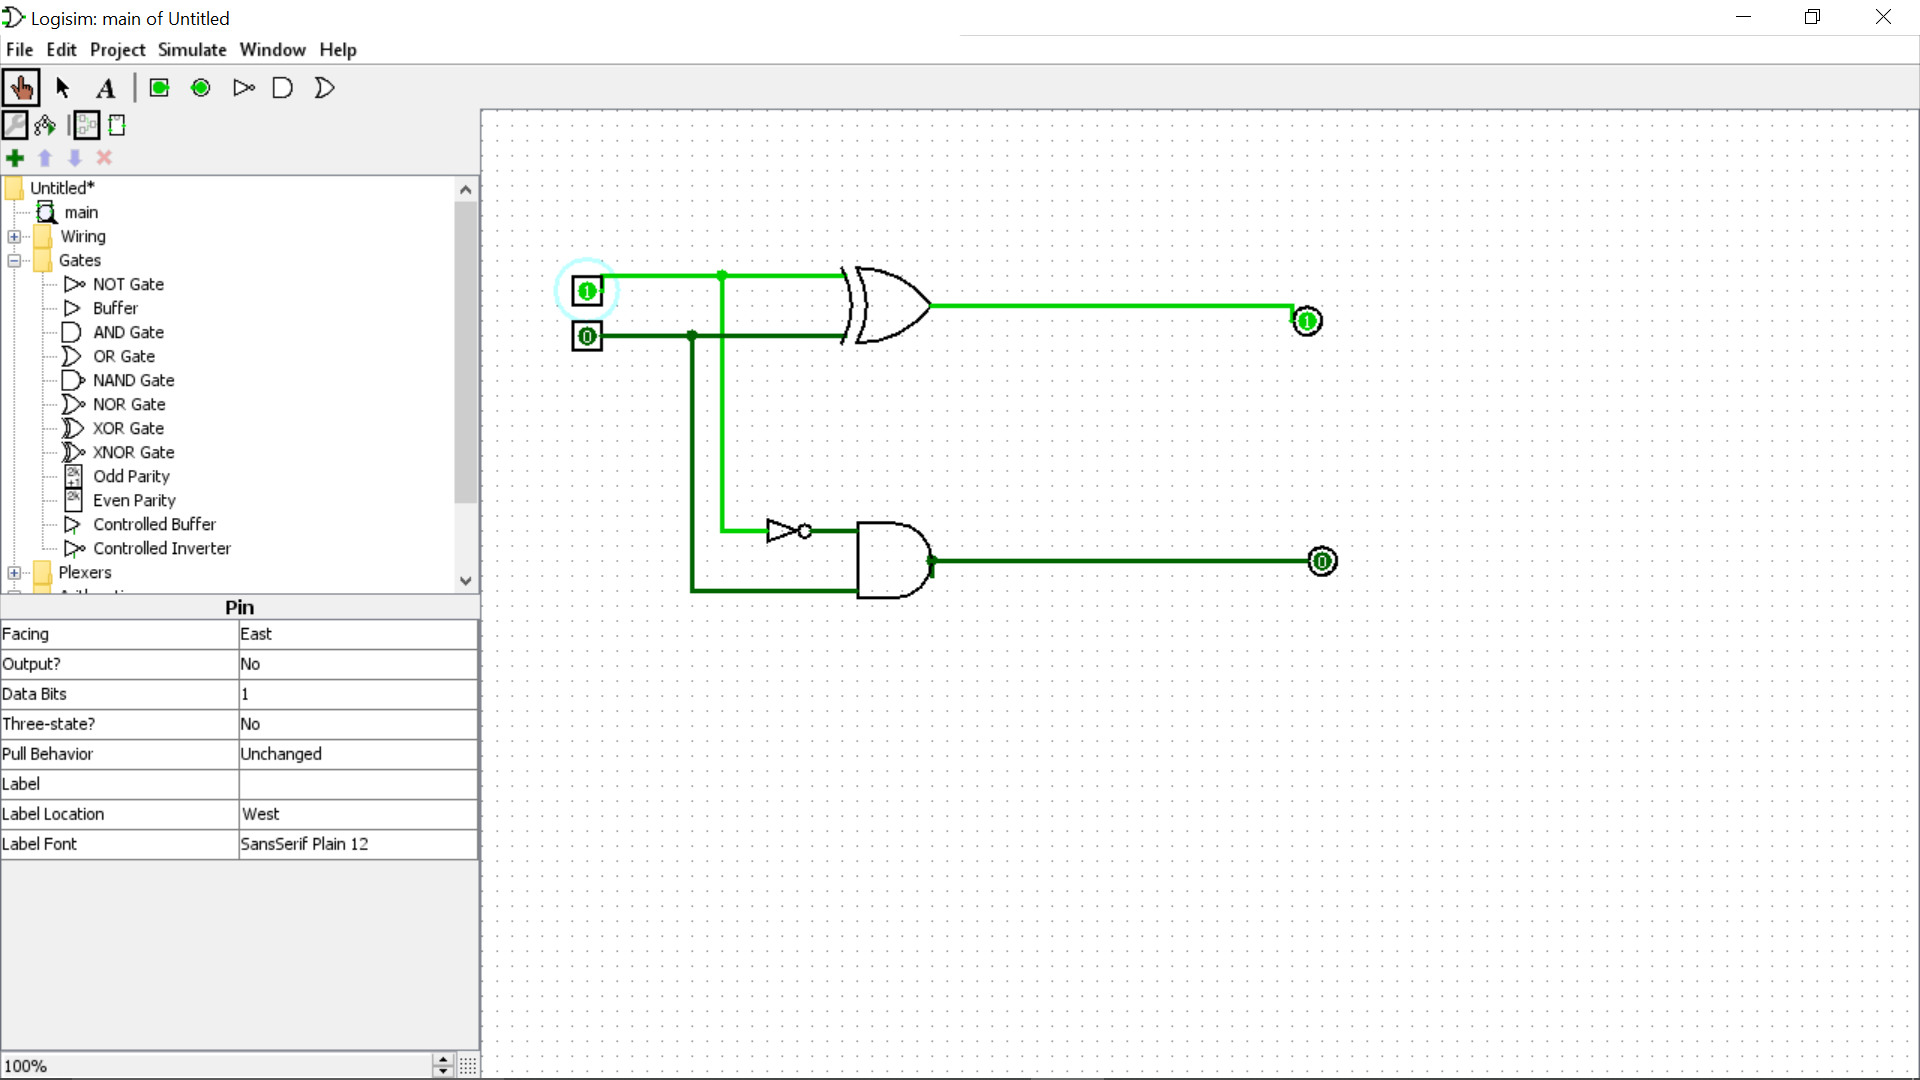 Logisim: main of Untitled
File Edit Project Simulate Window Help
A
Untitled*
main
Wiring
Gates
NOT Gate
Buffer
AND Gate
OR Gate
NAND Gate
NOR Gate
XOR Gate
XNOR Gate
2k
+1
Odd Parity
2k
Even Parity
Controlled Buffer
Controlled Inverter
Plexers
Pin
Facing East
Output? No
Data Bits 1
Three-state? No
Pull Behavior Unchanged
Label
Label Location West
Label Font SansSerif Plain 12
100%
1
0
1
0